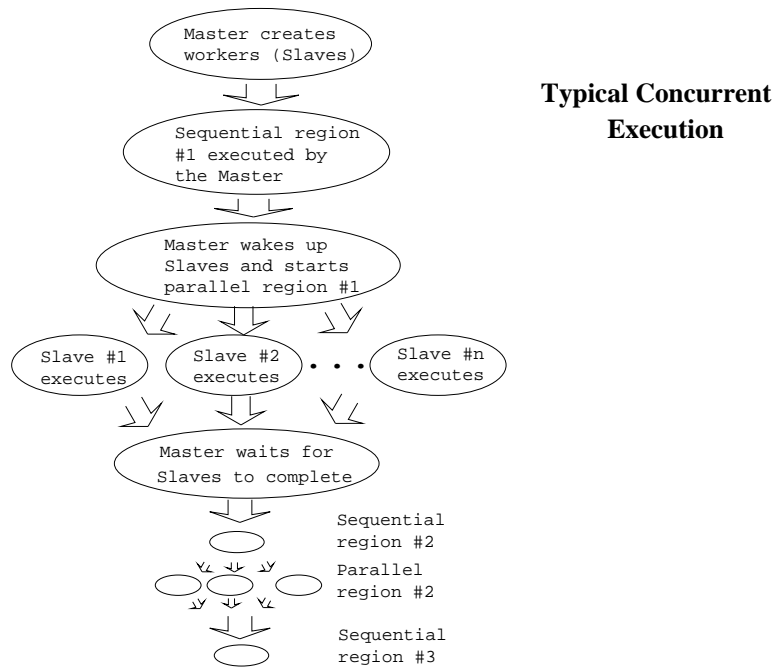 Master creates
workers (Slaves)
Typical Concurrent
Execution
Sequential region
#1 executed by
the Master
Master wakes up
Slaves and starts
parallel region #1
Slave #1
executes
Slave #2
executes
. . .
Slave #n
executes
Master waits for
Slaves to complete
Sequential
region #2
Parallel
region #2
Sequential
region #3